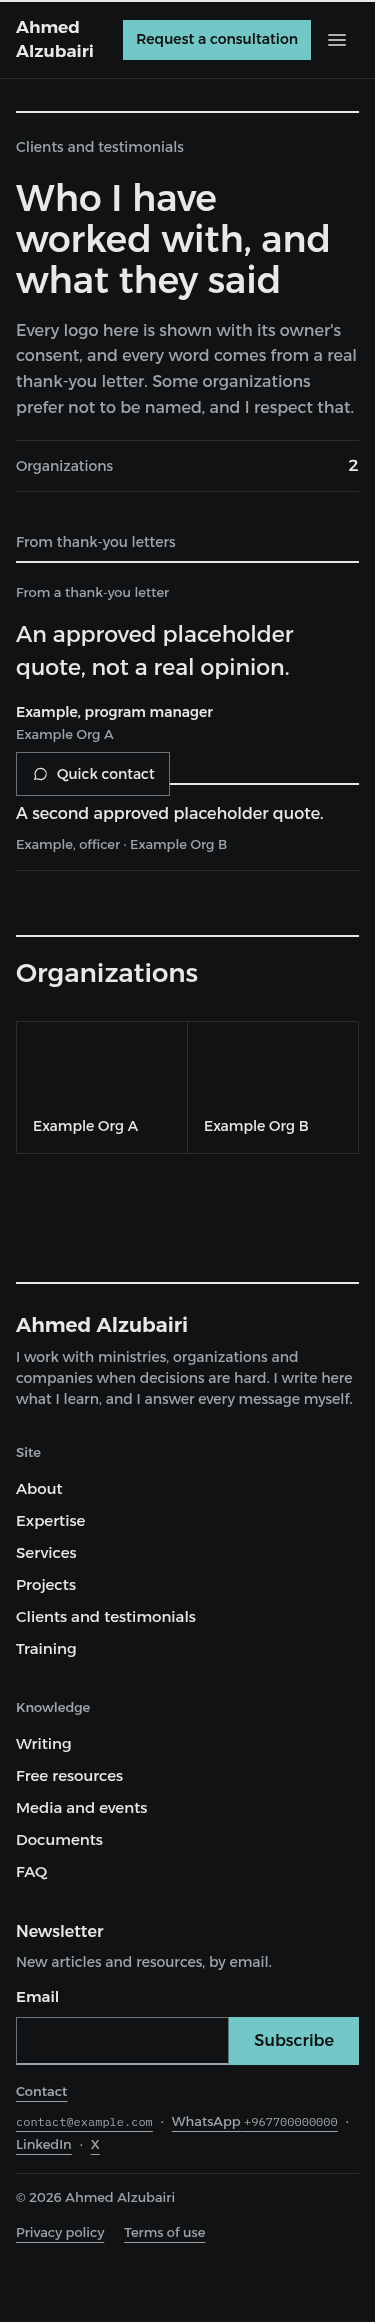 Ahmed
Alzubairi
Request a consultation
Clients and testimonials
Who I have
worked with, and
what they said
Every logo here is shown with its owner's
consent, and every word comes from a real
thank-you letter. Some organizations
prefer not to be named, and I respect that.
Organizations 2
From thank-you letters
From a thank-you letter
An approved placeholder
quote, not a real opinion.
Example, program manager
Example Org A
Quick contact
A second approved placeholder quote.
Example, officer · Example Org B
Organizations
Example Org A
Example Org B
Ahmed Alzubairi
I work with ministries, organizations and
companies when decisions are hard. I write here
what I learn, and I answer every message myself.
Site
About
Expertise
Services
Projects
Clients and testimonials
Training
Knowledge
Writing
Free resources
Media and events
Documents
FAQ
Newsletter
New articles and resources, by email.
Email
Subscribe
Contact
contact@example.com · WhatsApp +967700000000 ·
LinkedIn · X
© 2026 Ahmed Alzubairi
Privacy policy Terms of use